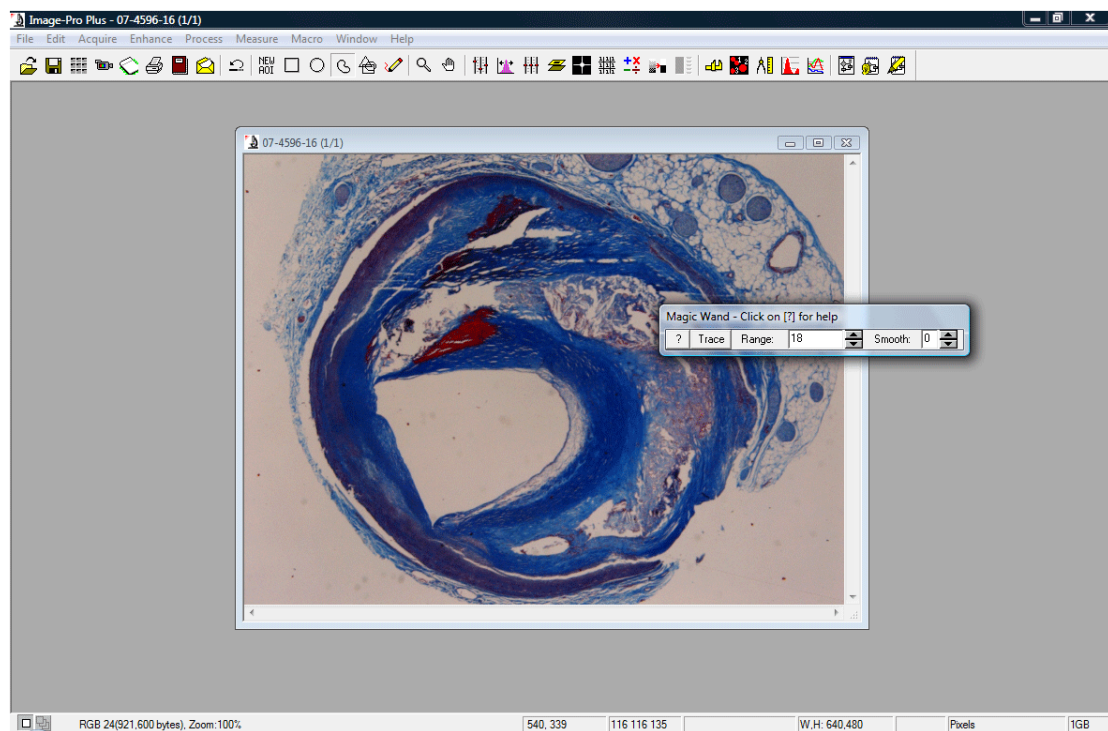 Image-Pro Plus - 07-4596-16 (1/1)
File Edit Acquire Enhance Process Measure Macro Window Help
NEW AOI
07-4596-16 (1/1)
Magic Wand - Click on [?] for help
? Trace Range: 18 Smooth: 0
RGB 24(921,600 bytes), Zoom:100% 540, 339 116 116 135 W,H: 640,480 Pixels 1GB